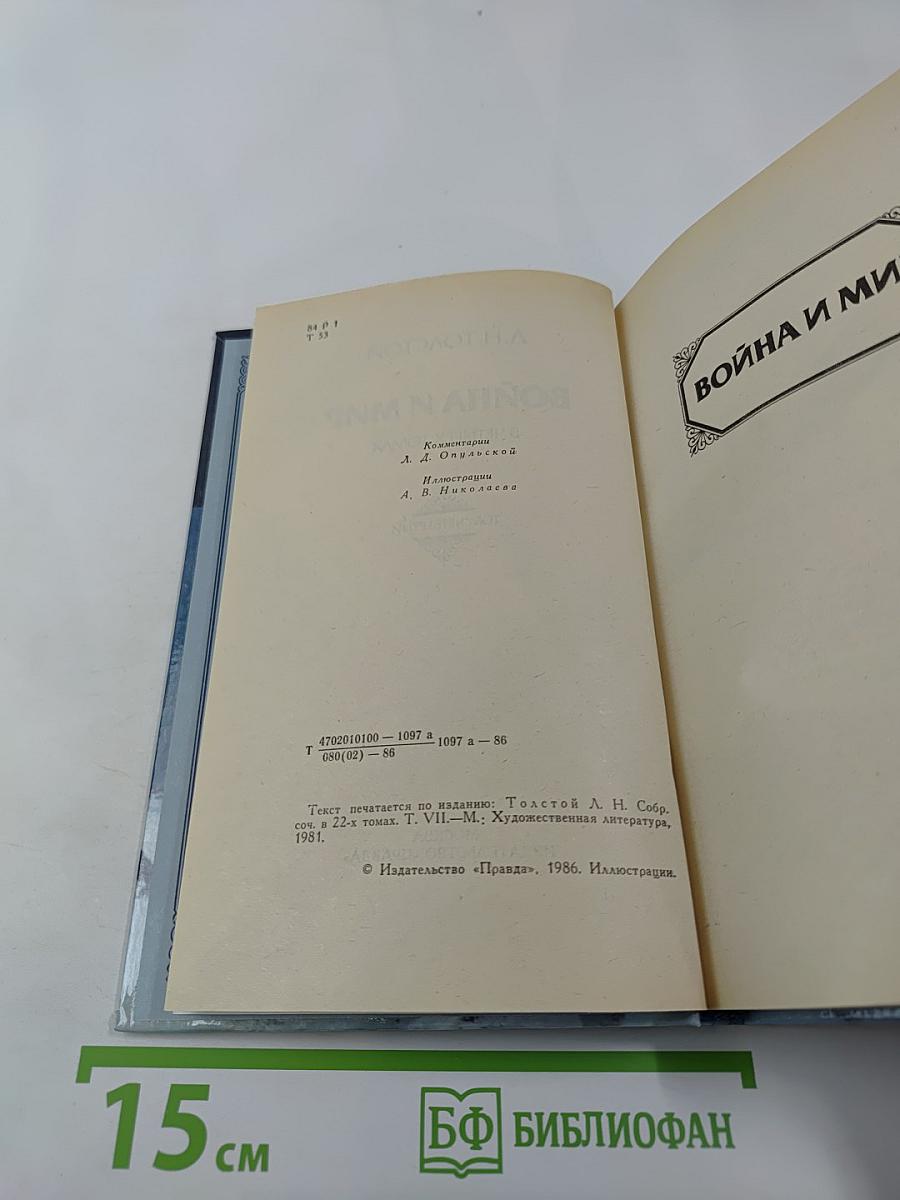 84 Р 1
Т 53
Комментарии
Л. Д. Опульской
Иллюстрации
А. В. Николаева
Т 4702010100 — 1097 а
080(02) — 86
1097 а — 86
Текст печатается по изданию: Толстой Л. Н. Собр.
соч. в 22-х томах. Т. VII.—М.: Художественная литература,
1981.
© Издательство «Правда», 1986. Иллюстрации.
ВОЙНА И МИ
15 см
БФ БИБЛИОФАН